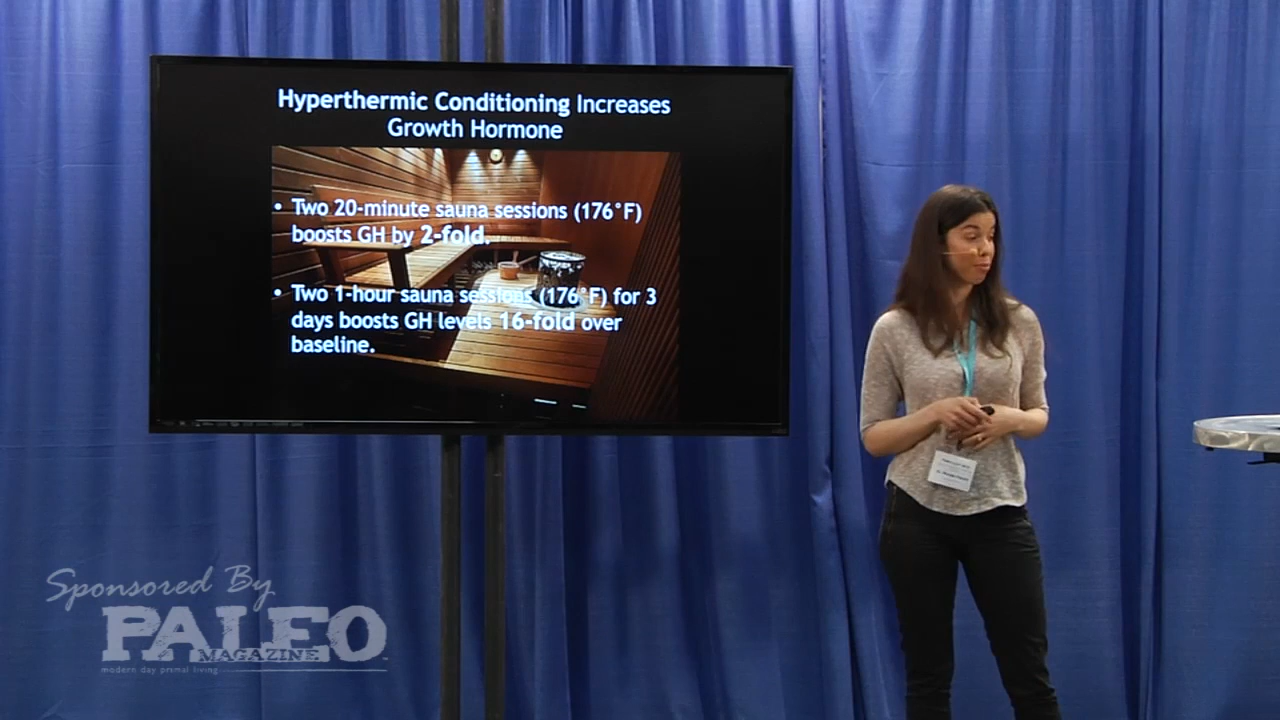 Hyperthermic Conditioning Increases
Growth Hormone
• Two 20-minute sauna sessions (176°F)
boosts GH by 2-fold.
• Two 1-hour sauna sessions (176°F) for 3
days boosts GH levels 16-fold over
baseline.
Sponsored By
PALEO
MAGAZINE
modern day primal living